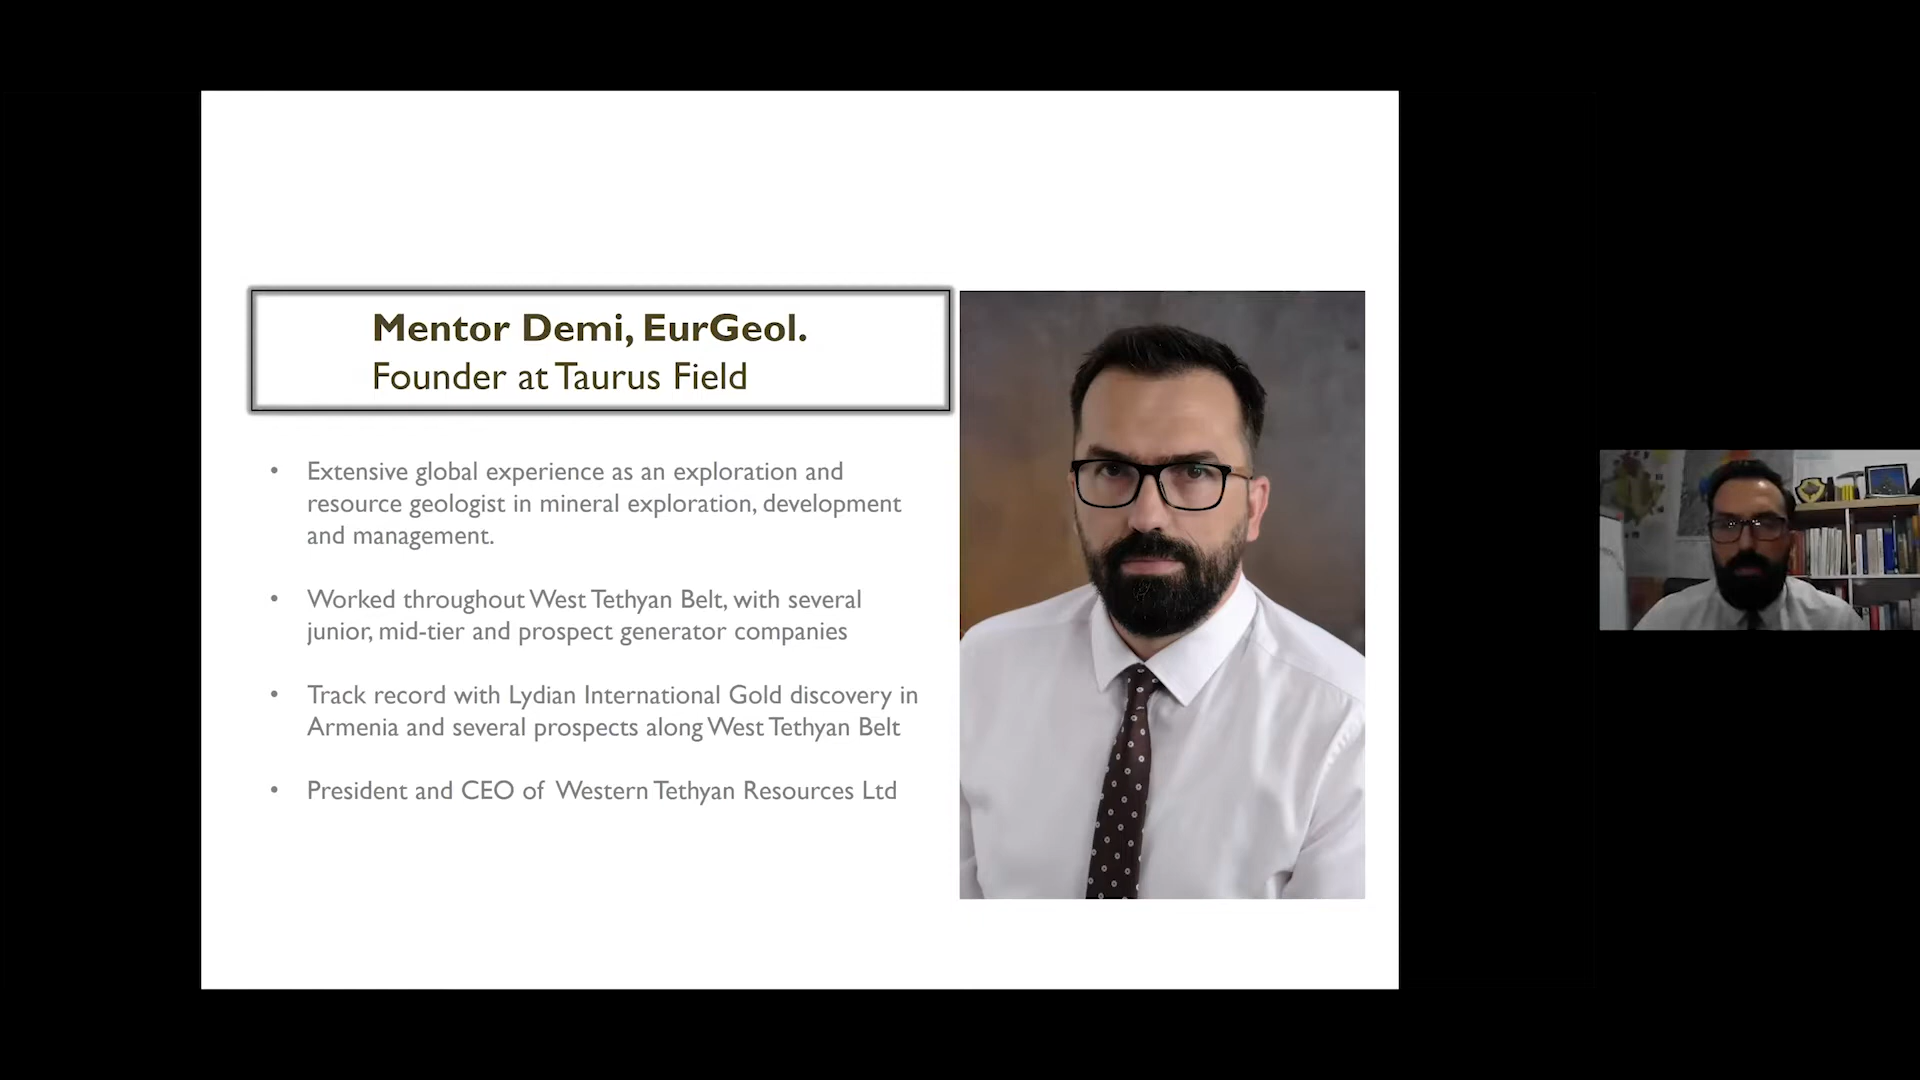 Mentor Demi, EurGeol.
Founder at Taurus Field
• Extensive global experience as an exploration and
resource geologist in mineral exploration, development
and management.
• Worked throughout West Tethyan Belt, with several
junior, mid-tier and prospect generator companies
• Track record with Lydian International Gold discovery in
Armenia and several prospects along West Tethyan Belt
• President and CEO of Western Tethyan Resources Ltd